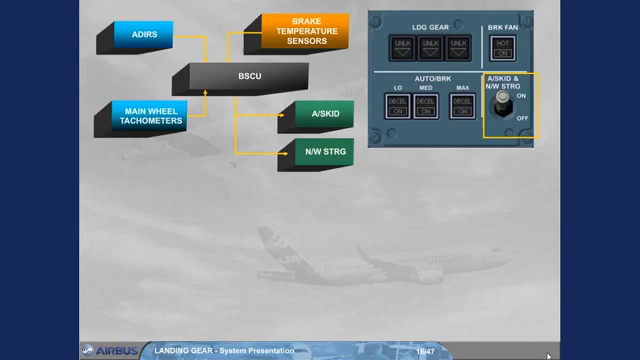 ADIRS
BRAKE
TEMPERATURE
SENSORS
BSCU
MAIN WHEEL
TACHOMETERS
A/SKID
N/W STRG
LDG GEAR
BRK FAN
UNLK
UNLK
UNLK
HOT
ON
AUTO/BRK
LO
MED
MAX
DECEL
ON
DECEL
ON
DECEL
ON
A/SKID &
N/W STRG
ON
OFF
A320
AIRBUS
LANDING GEAR - System Presentation
16/47